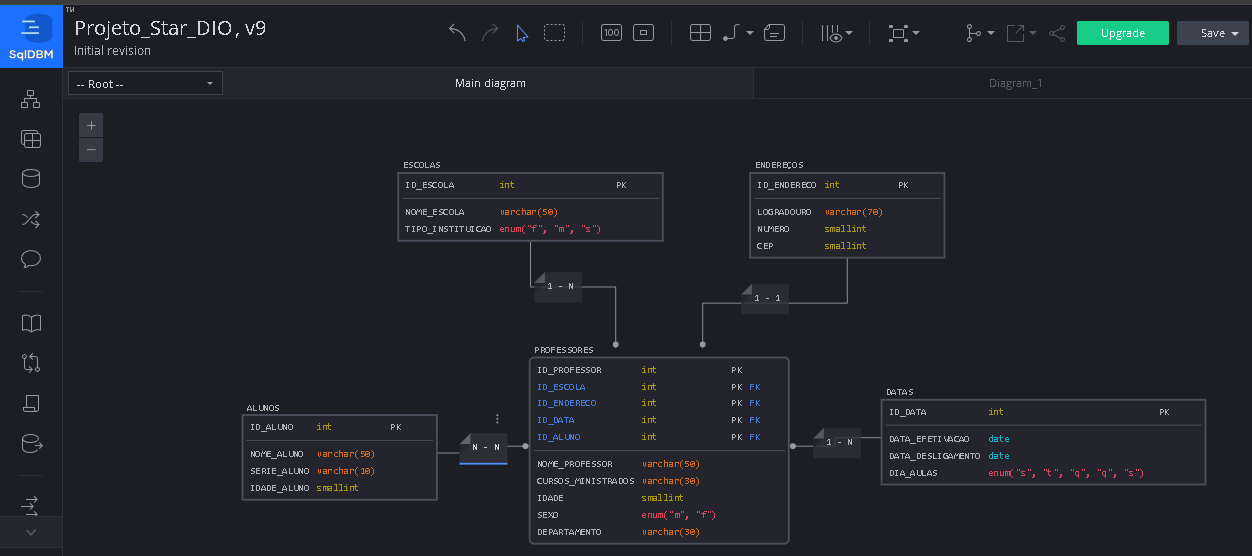 TM
SqlDBM
Projeto_Star_DIO, v9
Initial revision
100
Upgrade
Save
-- Root --
Main diagram
Diagram_1
+
−
ESCOLAS
ID_ESCOLA int PK
NOME_ESCOLA varchar(50)
TIPO_INSTITUICAO enum("f", "m", "s")
ENDEREÇOS
ID_ENDERECO int PK
LOGRADOURO varchar(70)
NUMERO smallint
CEP smallint
1 - N
1 - 1
PROFESSORES
ID_PROFESSOR int PK
ID_ESCOLA int PK FK
ID_ENDERECO int PK FK
ID_DATA int PK FK
ID_ALUNO int PK FK
NOME_PROFESSOR varchar(50)
CURSOS_MINISTRADOS varchar(30)
IDADE smallint
SEXO enum("m", "f")
DEPARTAMENTO varchar(30)
ALUNOS
ID_ALUNO int PK
NOME_ALUNO varchar(50)
SERIE_ALUNO varchar(10)
IDADE_ALUNO smallint
N - N
1 - N
DATAS
ID_DATA int PK
DATA_EFETIVACAO date
DATA_DESLIGAMENTO date
DIA_AULAS enum("s", "t", "q", "q", "s")